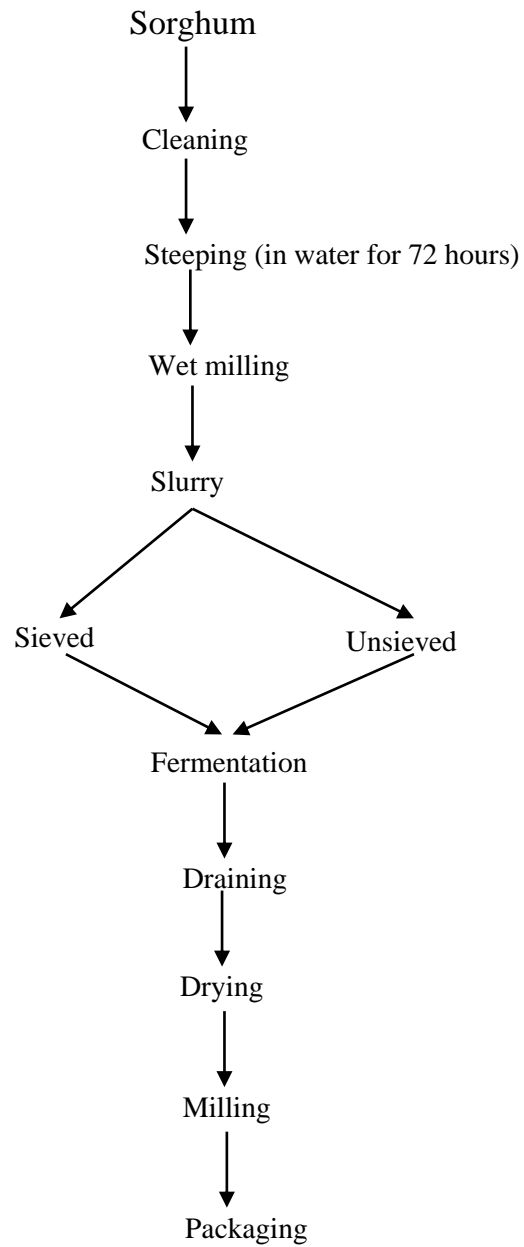 Sorghum
Cleaning
Steeping (in water for 72 hours)
Wet milling
Slurry
Sieved
Unsieved
Fermentation
Draining
Drying
Milling
Packaging